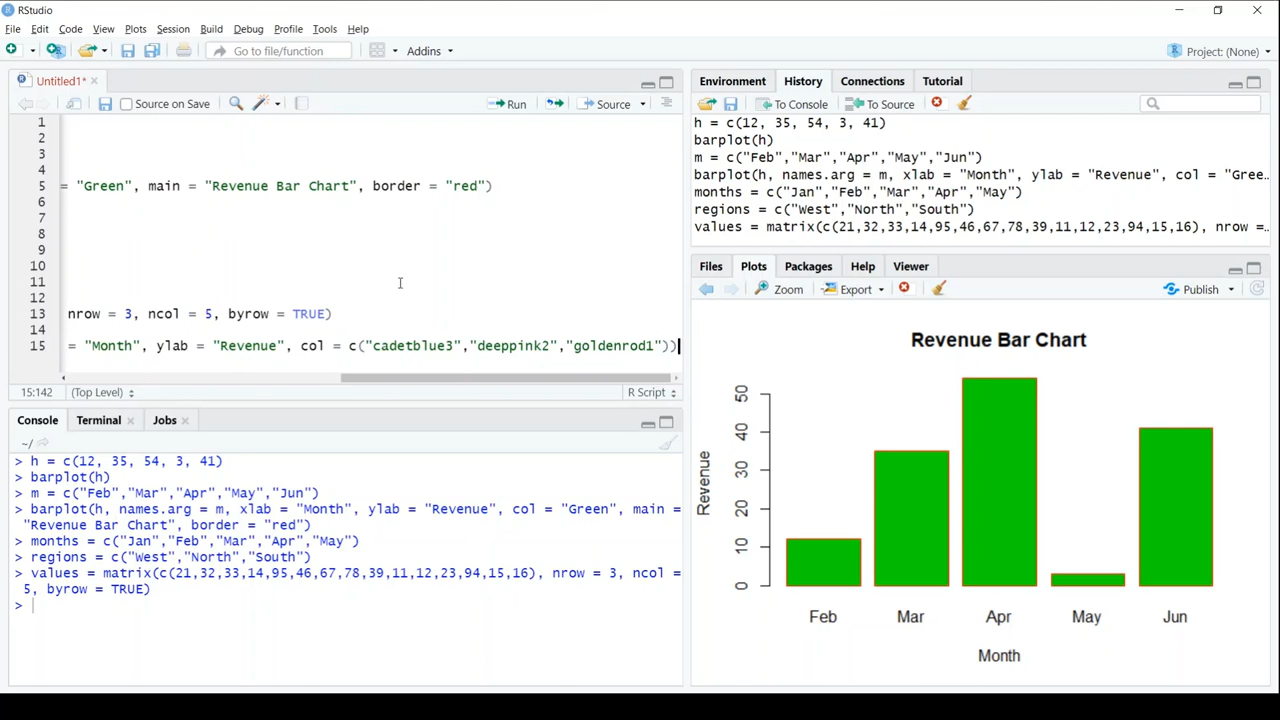 RStudio
File Edit Code View Plots Session Build Debug Profile Tools Help
Go to file/function Addins Project: (None)
Untitled1*
Source on Save Run Source
1
2
3
4
5 = "Green", main = "Revenue Bar Chart", border = "red")
6
7
8
9
10
11
12
13 nrow = 3, ncol = 5, byrow = TRUE)
14
15 = "Month", ylab = "Revenue", col = c("cadetblue3","deeppink2","goldenrod1"))
15:142 (Top Level) R Script
Console Terminal Jobs
~/
> h = c(12, 35, 54, 3, 41)
> barplot(h)
> m = c("Feb","Mar","Apr","May","Jun")
> barplot(h, names.arg = m, xlab = "Month", ylab = "Revenue", col = "Green", main =
"Revenue Bar Chart", border = "red")
> months = c("Jan","Feb","Mar","Apr","May")
> regions = c("West","North","South")
> values = matrix(c(21,32,33,14,95,46,67,78,39,11,12,23,94,15,16), nrow = 3, ncol =
5, byrow = TRUE)
>
Environment History Connections Tutorial
To Console To Source
h = c(12, 35, 54, 3, 41)
barplot(h)
m = c("Feb","Mar","Apr","May","Jun")
barplot(h, names.arg = m, xlab = "Month", ylab = "Revenue", col = "Gree…
months = c("Jan","Feb","Mar","Apr","May")
regions = c("West","North","South")
values = matrix(c(21,32,33,14,95,46,67,78,39,11,12,23,94,15,16), nrow =…
Files Plots Packages Help Viewer
Zoom Export Publish
Revenue Bar Chart
Revenue
50
40
30
20
10
0
Feb Mar Apr May Jun
Month